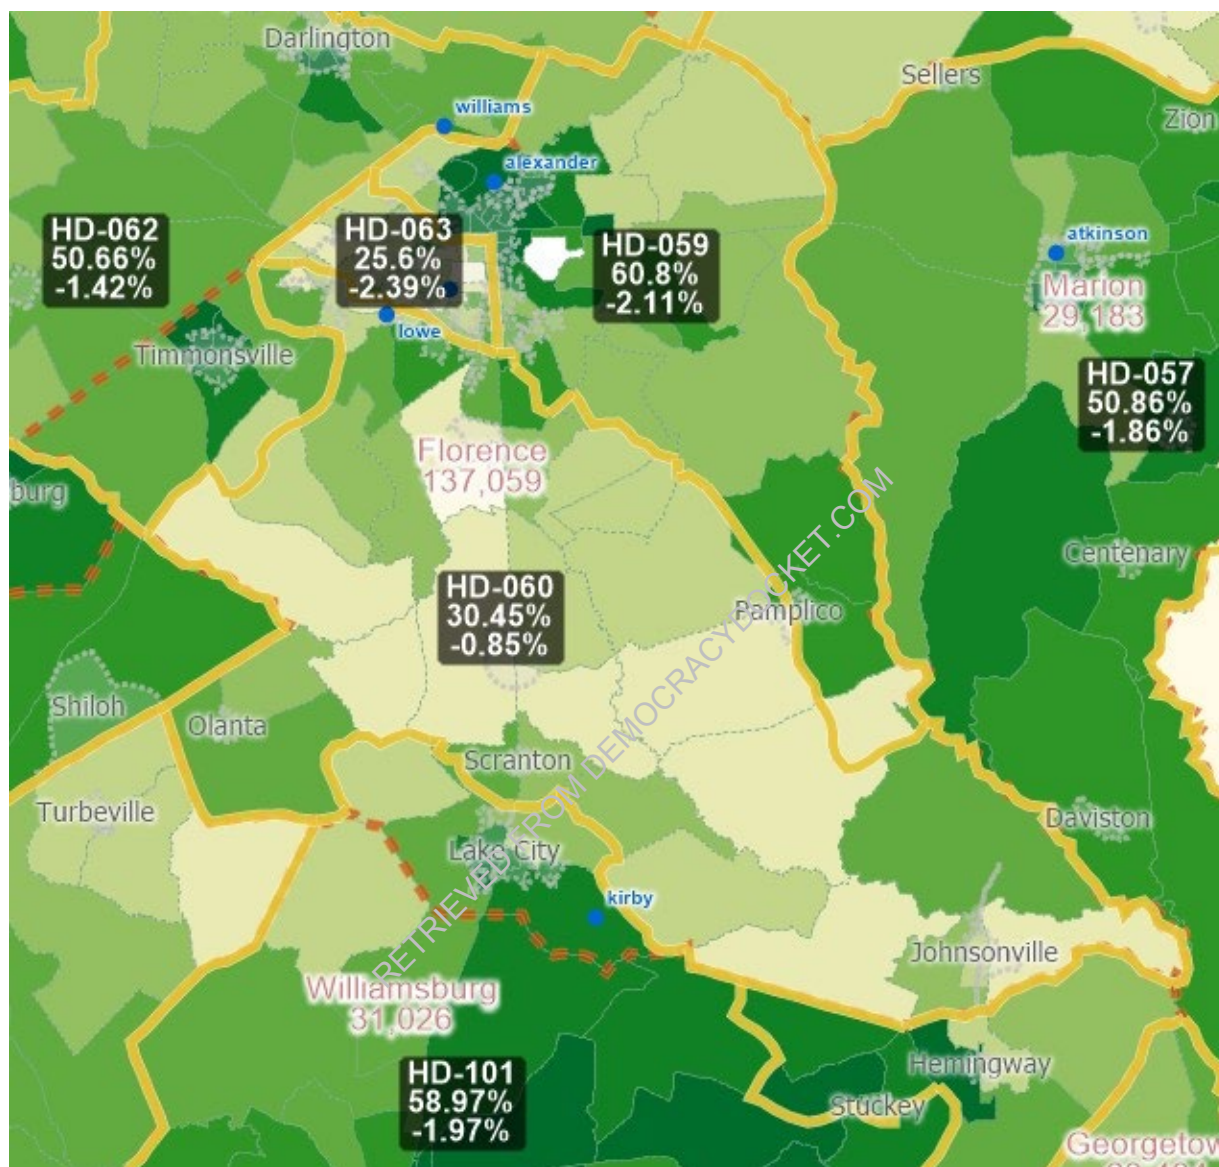 Darlington
Sellers
williams
Zion
alexander
HD-062
50.66%
-1.42%
HD-063
25.6%
-2.39%
HD-059
60.8%
-2.11%
atkinson
Marion
29,183
lowe
Timmonsville
HD-057
50.86%
-1.86%
Florence
137,059
burg
Centenary
HD-060
30.45%
-0.85%
Pamplico
Shiloh
Olanta
Scranton
Turbeville
Daviston
Lake City
kirby
Johnsonville
Williamsburg
31,026
HD-101
58.97%
-1.97%
Hemingway
Stuckey
Georgetow
RETRIEVED FROM DEMOCRACYDOCKET.COM